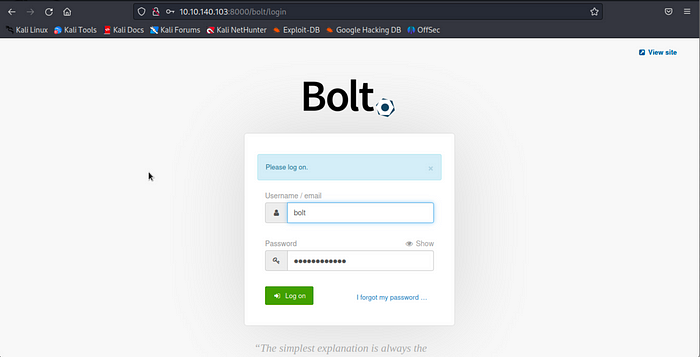 10.10.140.103:8000/bolt/login
Kali Linux Kali Tools Kali Docs Kali Forums Kali NetHunter Exploit-DB Google Hacking DB OffSec
View site
Bolt
Please log on. ×
Username / email
bolt
Password Show
••••••••••••
Log on I forgot my password …
“The simplest explanation is always the